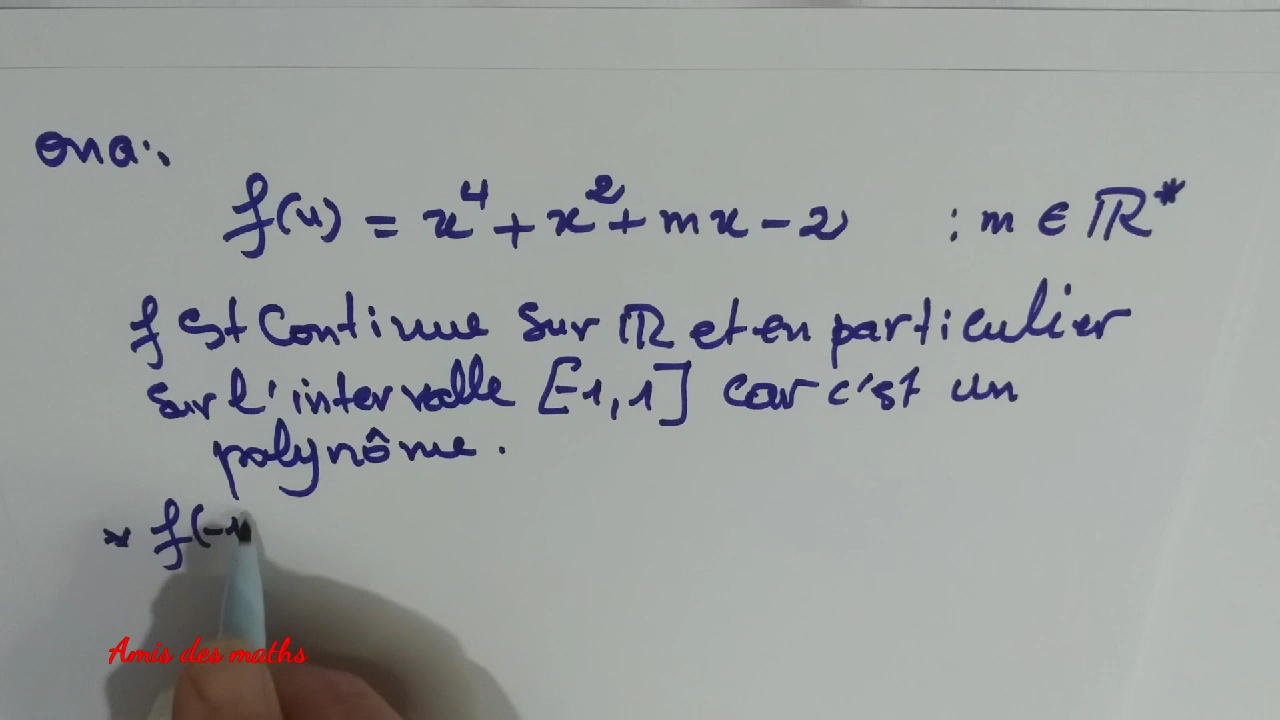 on a :
f(x) = x⁴ + x² + mx - 2 : m ∈ ℝ*
f est continue sur ℝ et en particulier
sur l'intervalle [-1, 1] car c'est un
polynôme.
* f(-1
Amis des maths